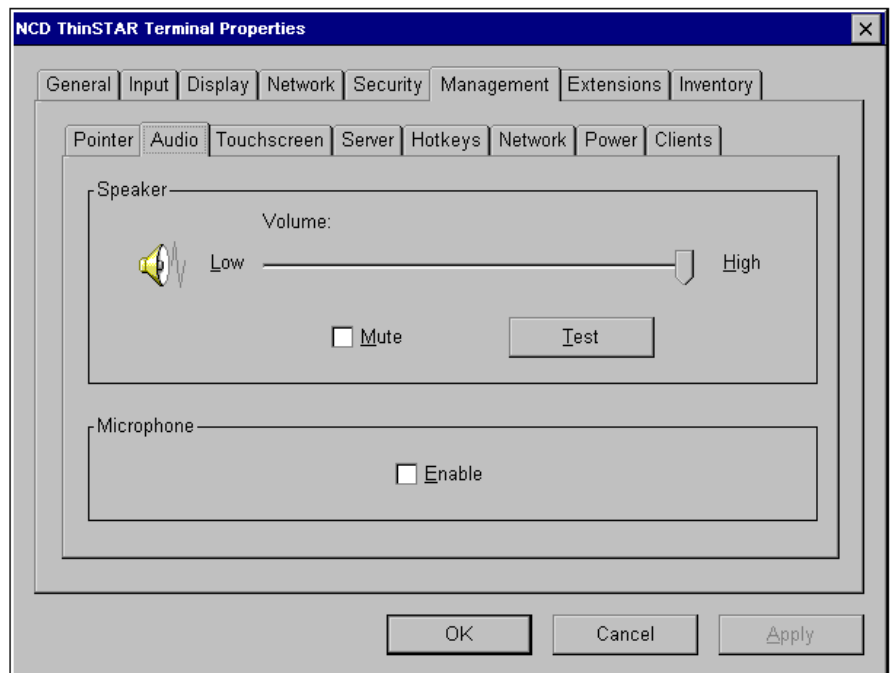 NCD ThinSTAR Terminal Properties
General Input Display Network Security Management Extensions Inventory
Pointer Audio Touchscreen Server Hotkeys Network Power Clients
Speaker
Volume:
Low High
Mute Test
Microphone
Enable
OK Cancel Apply